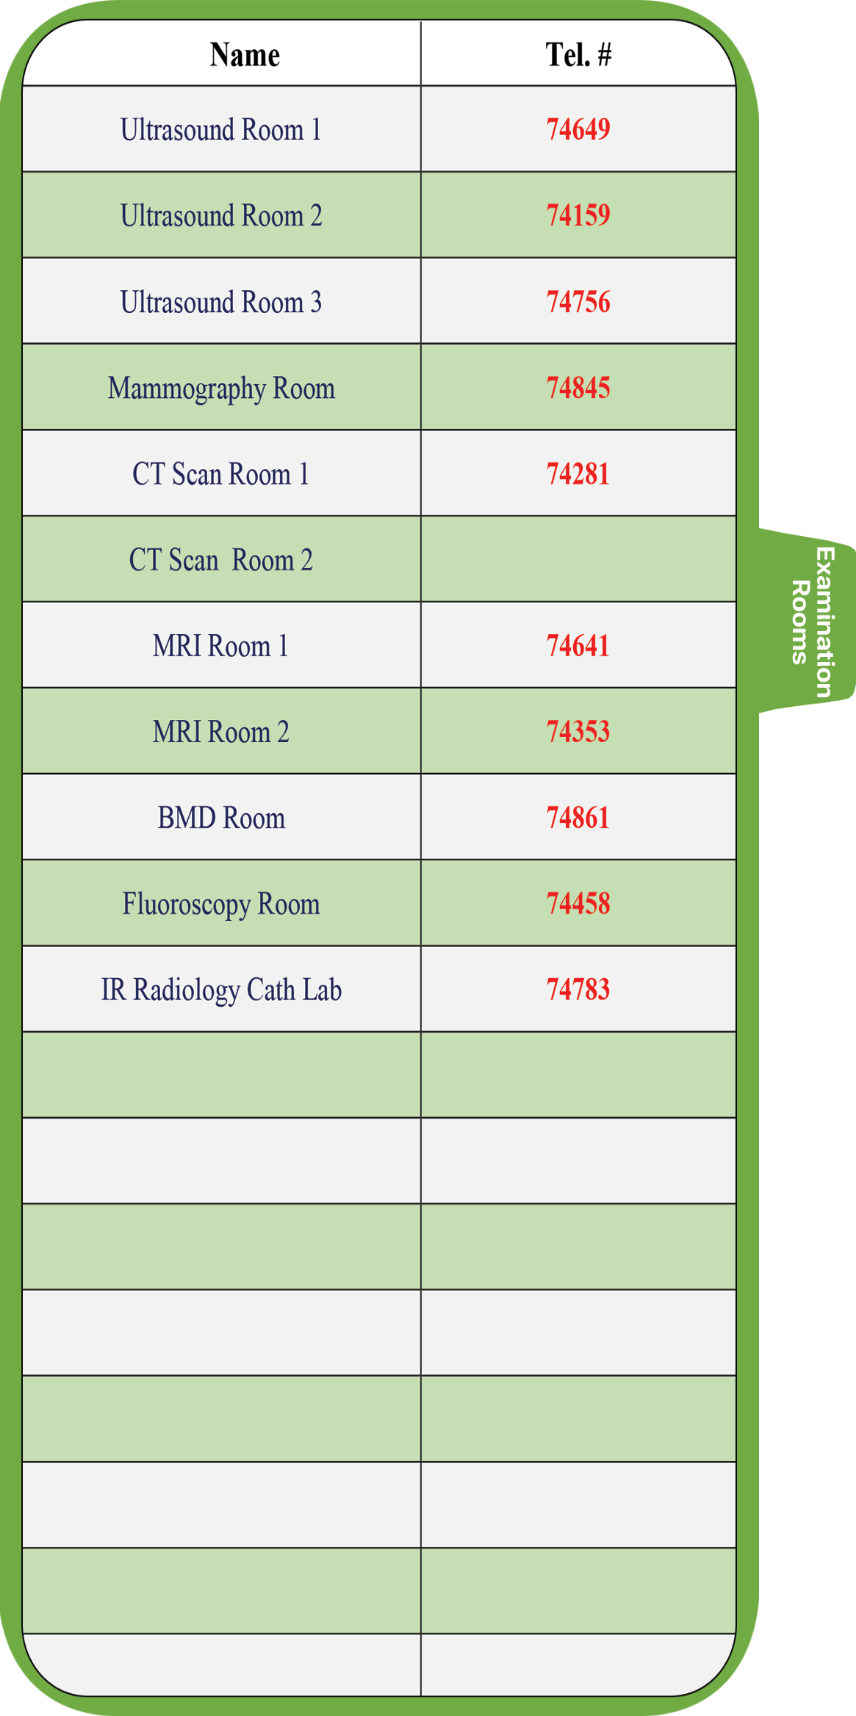 Name Tel. #
Ultrasound Room 1 74649
Ultrasound Room 2 74159
Ultrasound Room 3 74756
Mammography Room 74845
CT Scan Room 1 74281
CT Scan  Room 2
MRI Room 1 74641
MRI Room 2 74353
BMD Room 74861
Fluoroscopy Room 74458
IR Radiology Cath Lab 74783
Examination
Rooms